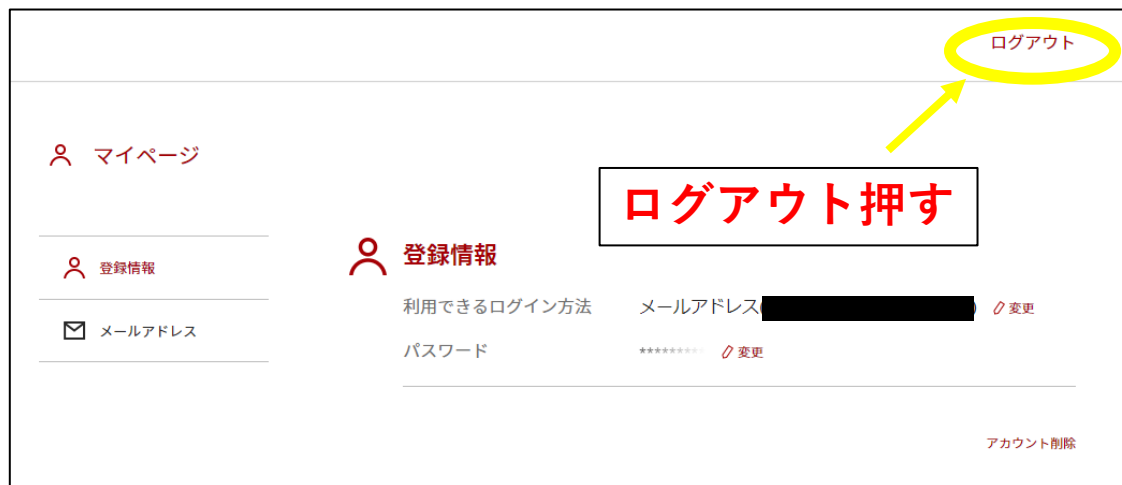 ログアウト
マイページ
ログアウト押す
登録情報
メールアドレス
登録情報
利用できるログイン方法 メールアドレス( ) 変更
パスワード ********* 変更
アカウント削除